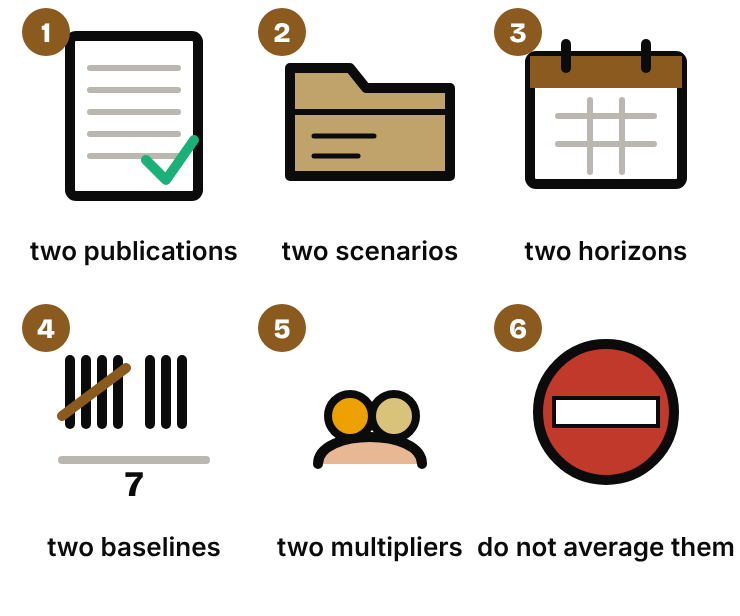 1
2
3
two publications
two scenarios
two horizons
4
5
6
7
two baselines
two multipliers
do not average them